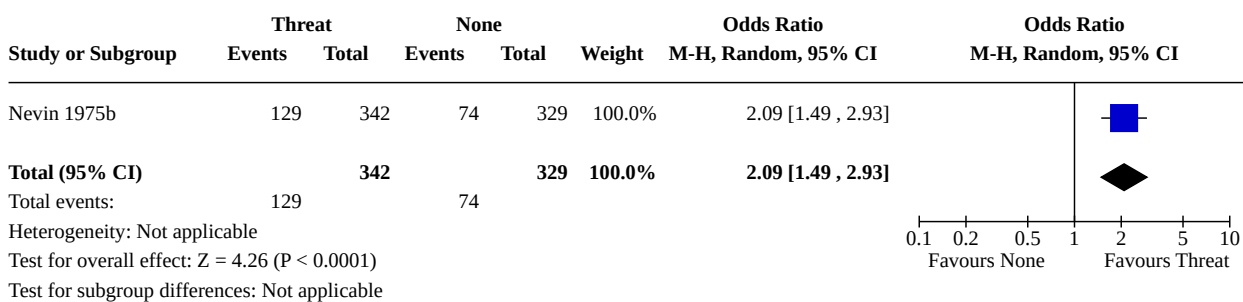 Threat None Odds Ratio Odds Ratio
Study or Subgroup Events Total Events Total Weight M-H, Random, 95% CI M-H, Random, 95% CI
Nevin 1975b 129 342 74 329 100.0% 2.09 [1.49 , 2.93]
Total (95% CI) 342 329 100.0% 2.09 [1.49 , 2.93]
Total events: 129 74
Heterogeneity: Not applicable
0.1 0.2 0.5 1 2 5 10
Test for overall effect: Z = 4.26 (P < 0.0001) Favours None Favours Threat
Test for subgroup differences: Not applicable